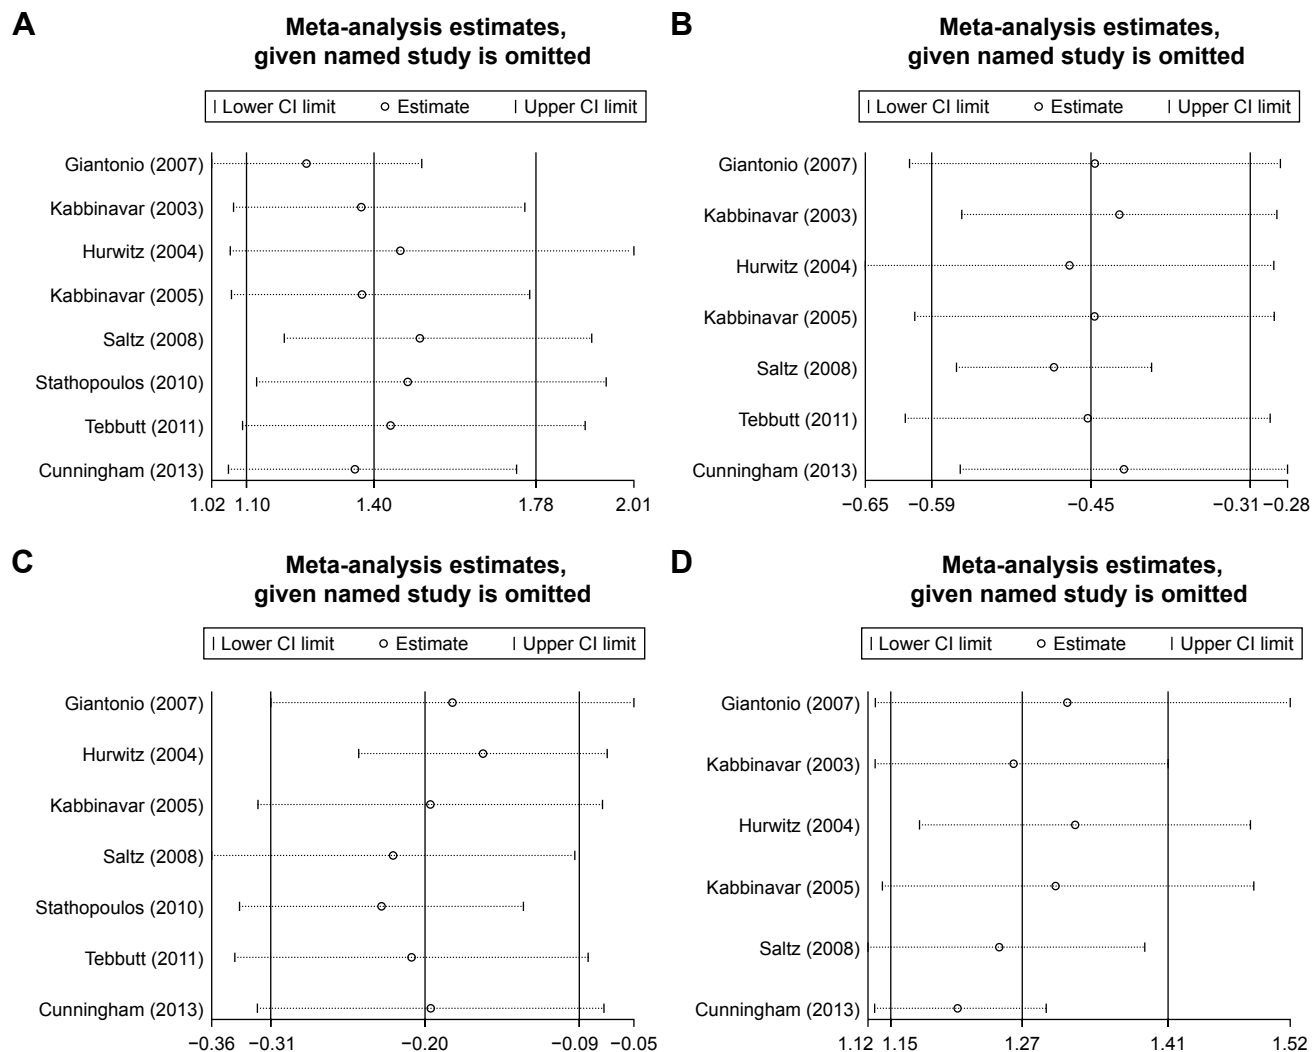 A
Meta-analysis estimates,
given named study is omitted
| Lower CI limit ○ Estimate | Upper CI limit
Giantonio (2007)
Kabbinavar (2003)
Hurwitz (2004)
Kabbinavar (2005)
Saltz (2008)
Stathopoulos (2010)
Tebbutt (2011)
Cunningham (2013)
1.02 1.10 1.40 1.78 2.01
B
Meta-analysis estimates,
given named study is omitted
| Lower CI limit ○ Estimate | Upper CI limit
Giantonio (2007)
Kabbinavar (2003)
Hurwitz (2004)
Kabbinavar (2005)
Saltz (2008)
Tebbutt (2011)
Cunningham (2013)
−0.65 −0.59 −0.45 −0.31 −0.28
C
Meta-analysis estimates,
given named study is omitted
| Lower CI limit ○ Estimate | Upper CI limit
Giantonio (2007)
Hurwitz (2004)
Kabbinavar (2005)
Saltz (2008)
Stathopoulos (2010)
Tebbutt (2011)
Cunningham (2013)
−0.36 −0.31 −0.20 −0.09 −0.05
D
Meta-analysis estimates,
given named study is omitted
| Lower CI limit ○ Estimate | Upper CI limit
Giantonio (2007)
Kabbinavar (2003)
Hurwitz (2004)
Kabbinavar (2005)
Saltz (2008)
Cunningham (2013)
1.12 1.15 1.27 1.41 1.52